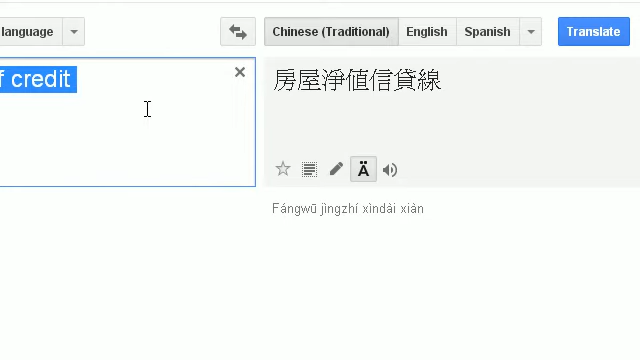 language Chinese (Traditional) English Spanish Translate
f credit
房屋淨值信貸線
Ä
Fángwū jìngzhí xìndài xiàn